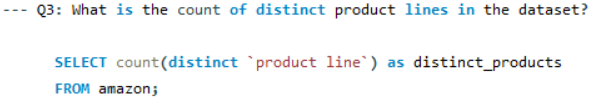 --- Q3: What is the count of distinct product lines in the dataset?
SELECT count(distinct `product line`) as distinct_products
FROM amazon;